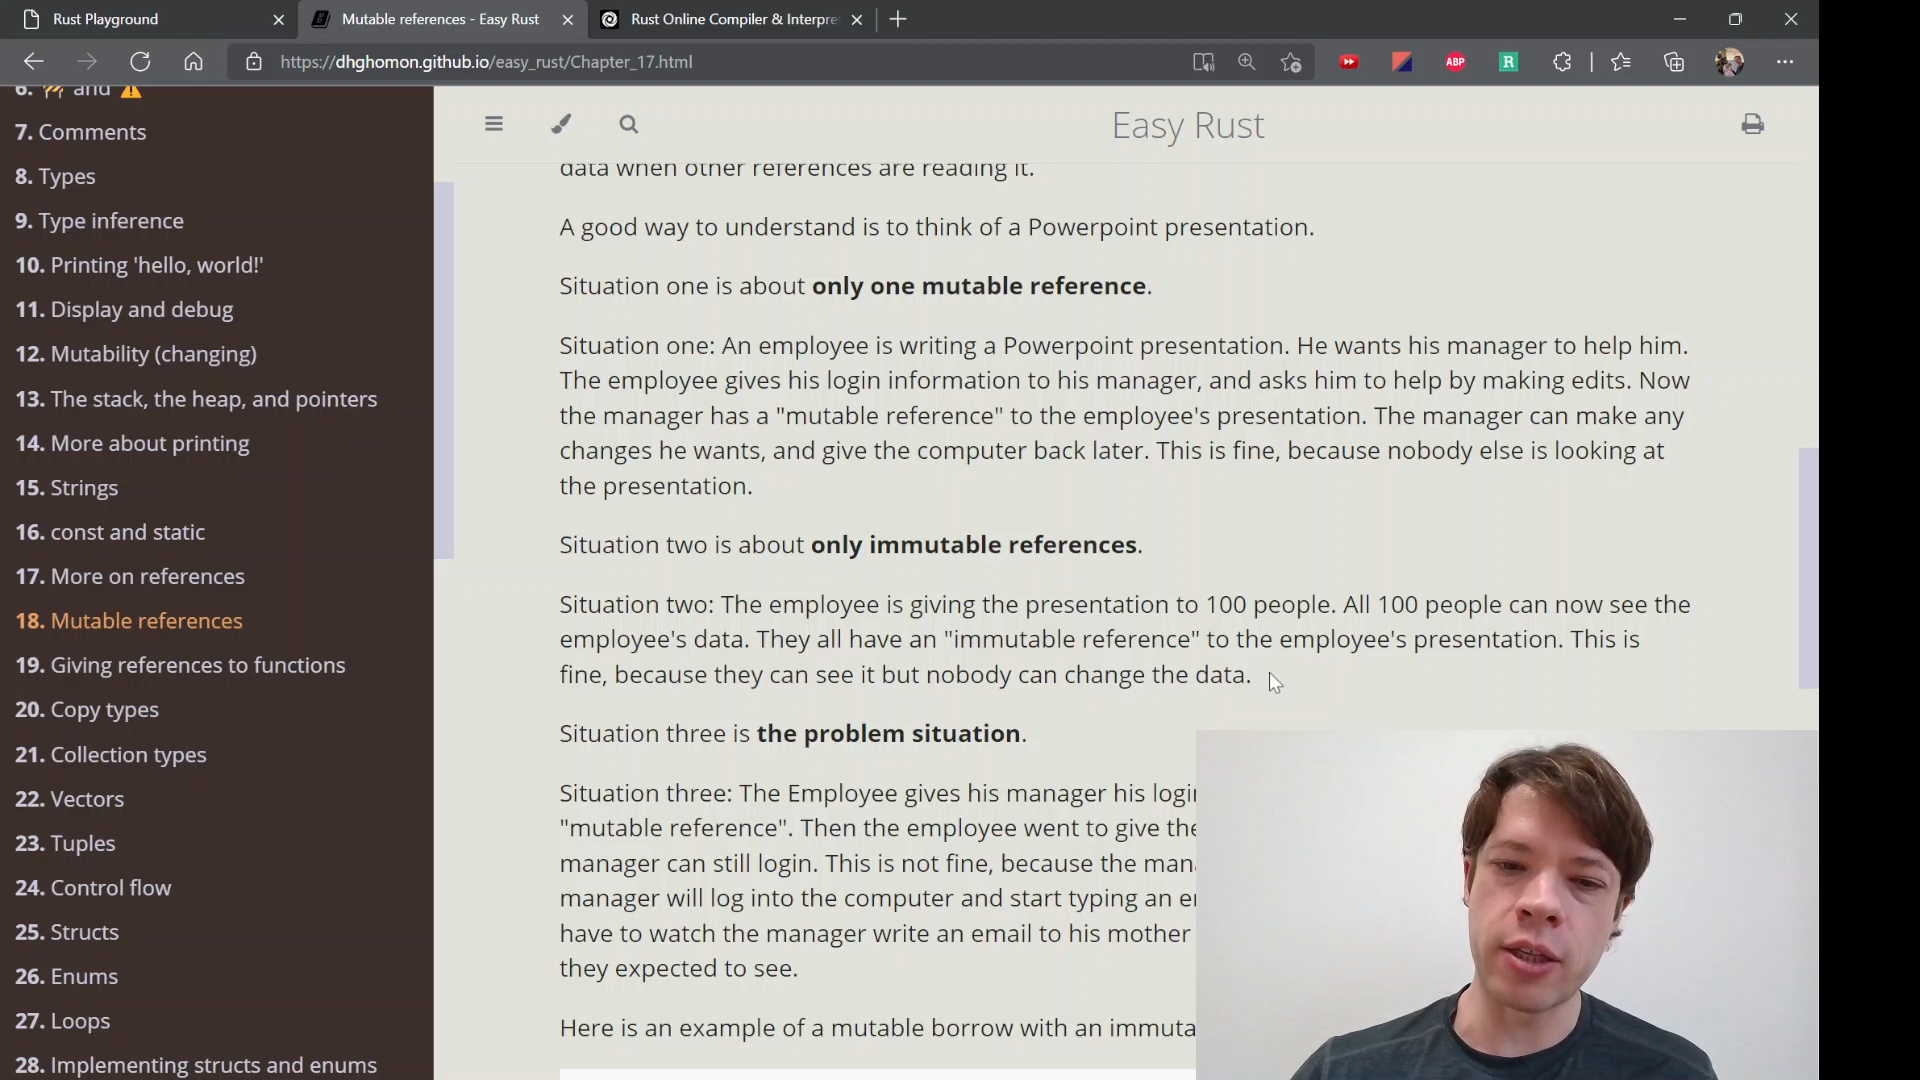 Rust Playground
Mutable references - Easy Rust
Rust Online Compiler & Interpre
https://dhghomon.github.io/easy_rust/Chapter_17.html
ABP
R
6. 🚧 and ⚠️
7. Comments
8. Types
9. Type inference
10. Printing 'hello, world!'
11. Display and debug
12. Mutability (changing)
13. The stack, the heap, and pointers
14. More about printing
15. Strings
16. const and static
17. More on references
18. Mutable references
19. Giving references to functions
20. Copy types
21. Collection types
22. Vectors
23. Tuples
24. Control flow
25. Structs
26. Enums
27. Loops
28. Implementing structs and enums
Easy Rust
data when other references are reading it.
A good way to understand is to think of a Powerpoint presentation.
Situation one is about only one mutable reference.
Situation one: An employee is writing a Powerpoint presentation. He wants his manager to help him.
The employee gives his login information to his manager, and asks him to help by making edits. Now
the manager has a "mutable reference" to the employee's presentation. The manager can make any
changes he wants, and give the computer back later. This is fine, because nobody else is looking at
the presentation.
Situation two is about only immutable references.
Situation two: The employee is giving the presentation to 100 people. All 100 people can now see the
employee's data. They all have an "immutable reference" to the employee's presentation. This is
fine, because they can see it but nobody can change the data.
Situation three is the problem situation.
Situation three: The Employee gives his manager his logi
"mutable reference". Then the employee went to give the
manager can still login. This is not fine, because the man
manager will log into the computer and start typing an e
have to watch the manager write an email to his mother
they expected to see.
Here is an example of a mutable borrow with an immuta